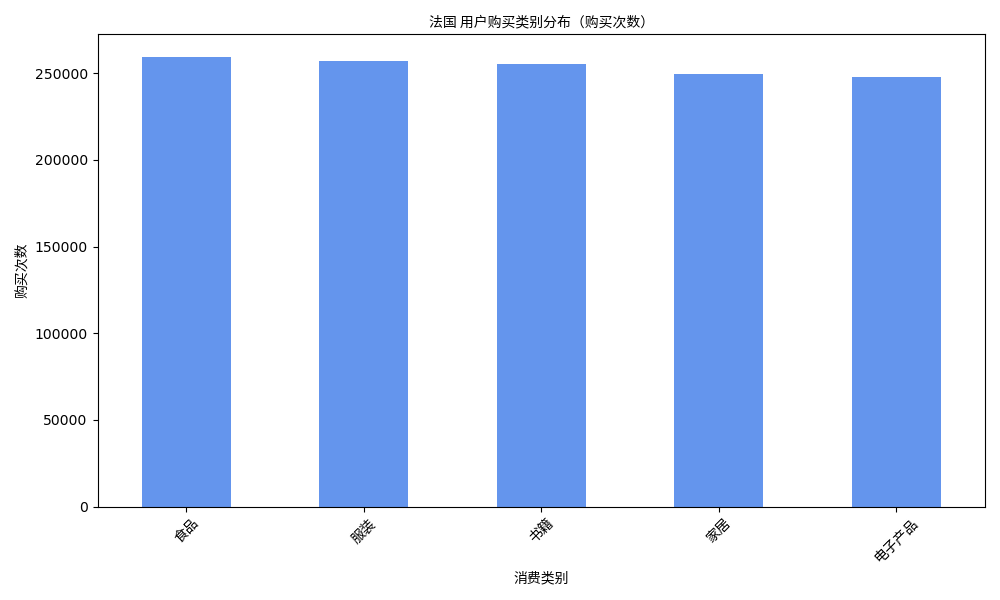 法国 用户购买类别分布（购买次数）
250000
200000
150000
100000
50000
0
购买次数
食品
服装
书籍
家居
电子产品
消费类别